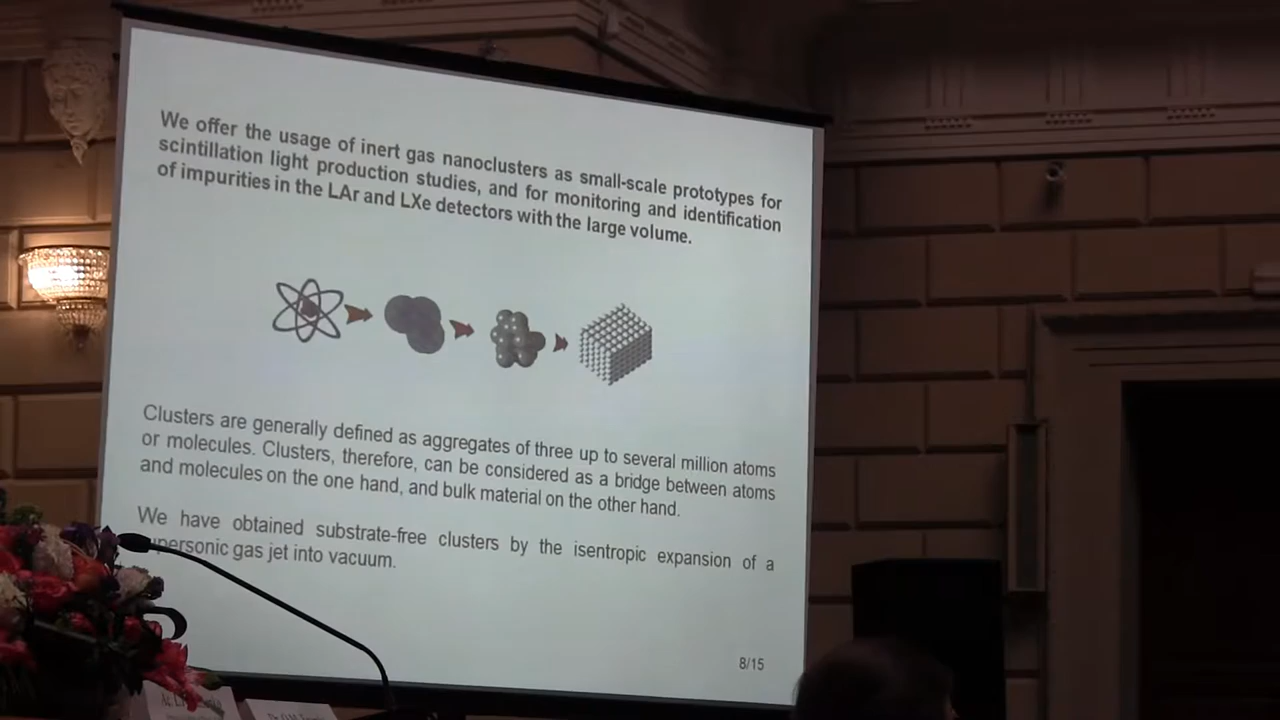 We offer the usage of inert gas nanoclusters as small-scale prototypes for
scintillation light production studies, and for monitoring and identification
of impurities in the LAr and LXe detectors with the large volume.
Clusters are generally defined as aggregates of three up to several million atoms
or molecules. Clusters, therefore, can be considered as a bridge between atoms
and molecules on the one hand, and bulk material on the other hand.
We have obtained substrate-free clusters by the isentropic expansion of a
personic gas jet into vacuum.
8/15